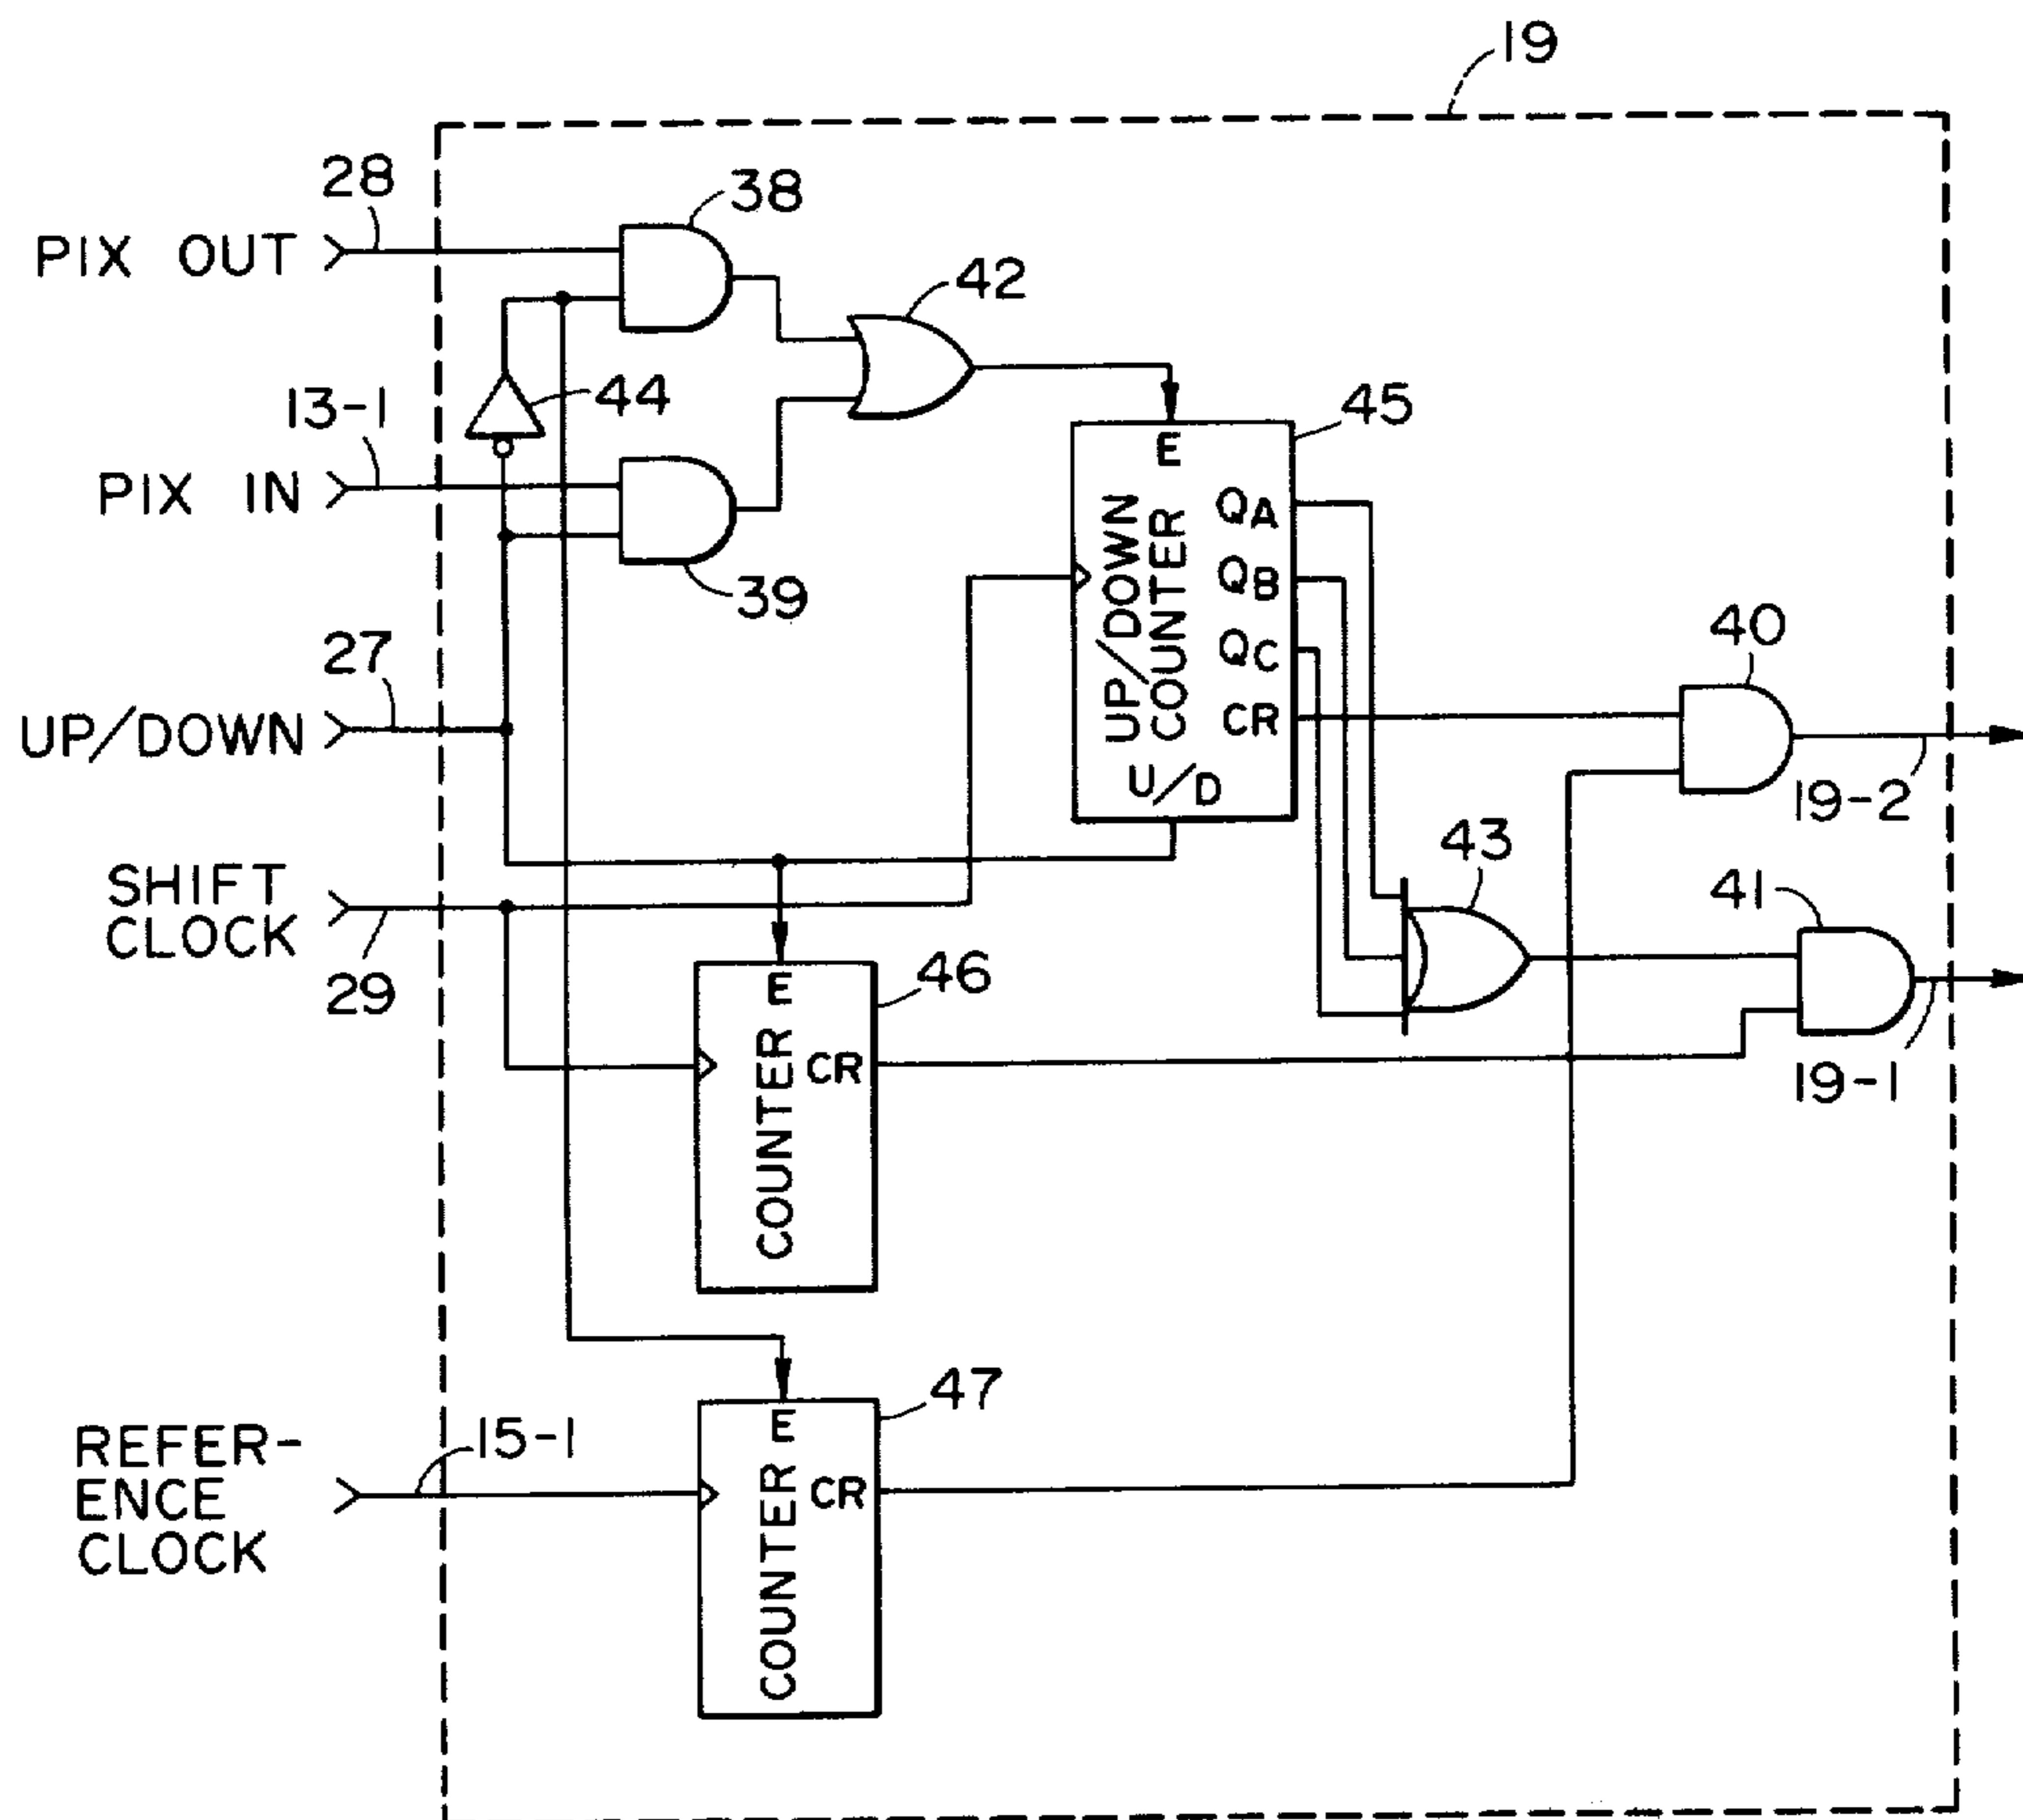 19
28
38
PIX OUT
42
13-1
44
45
PIX IN
E
QA
QB
QC
CR
UP/DOWN
COUNTER
U/D
39
27
UP/DOWN
40
19-2
43
41
SHIFT
CLOCK
29
46
E
CR
COUNTER
19-1
47
REFER-
ENCE
CLOCK
15-1
E
CR
COUNTER